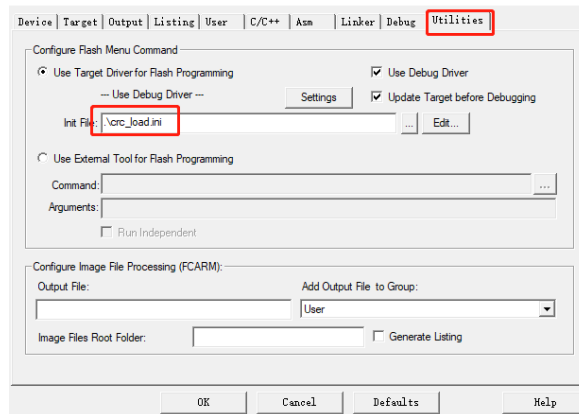 Device Target Output Listing User C/C++ Asm Linker Debug Utilities
Configure Flash Menu Command
Use Target Driver for Flash Programming Use Debug Driver
--- Use Debug Driver --- Settings Update Target before Debugging
Init File: .\crc_load.ini ... Edit...
Use External Tool for Flash Programming
Command: ...
Arguments:
Run Independent
Configure Image File Processing (FCARM):
Output File: Add Output File to Group:
User
Image Files Root Folder: Generate Listing
OK Cancel Defaults Help